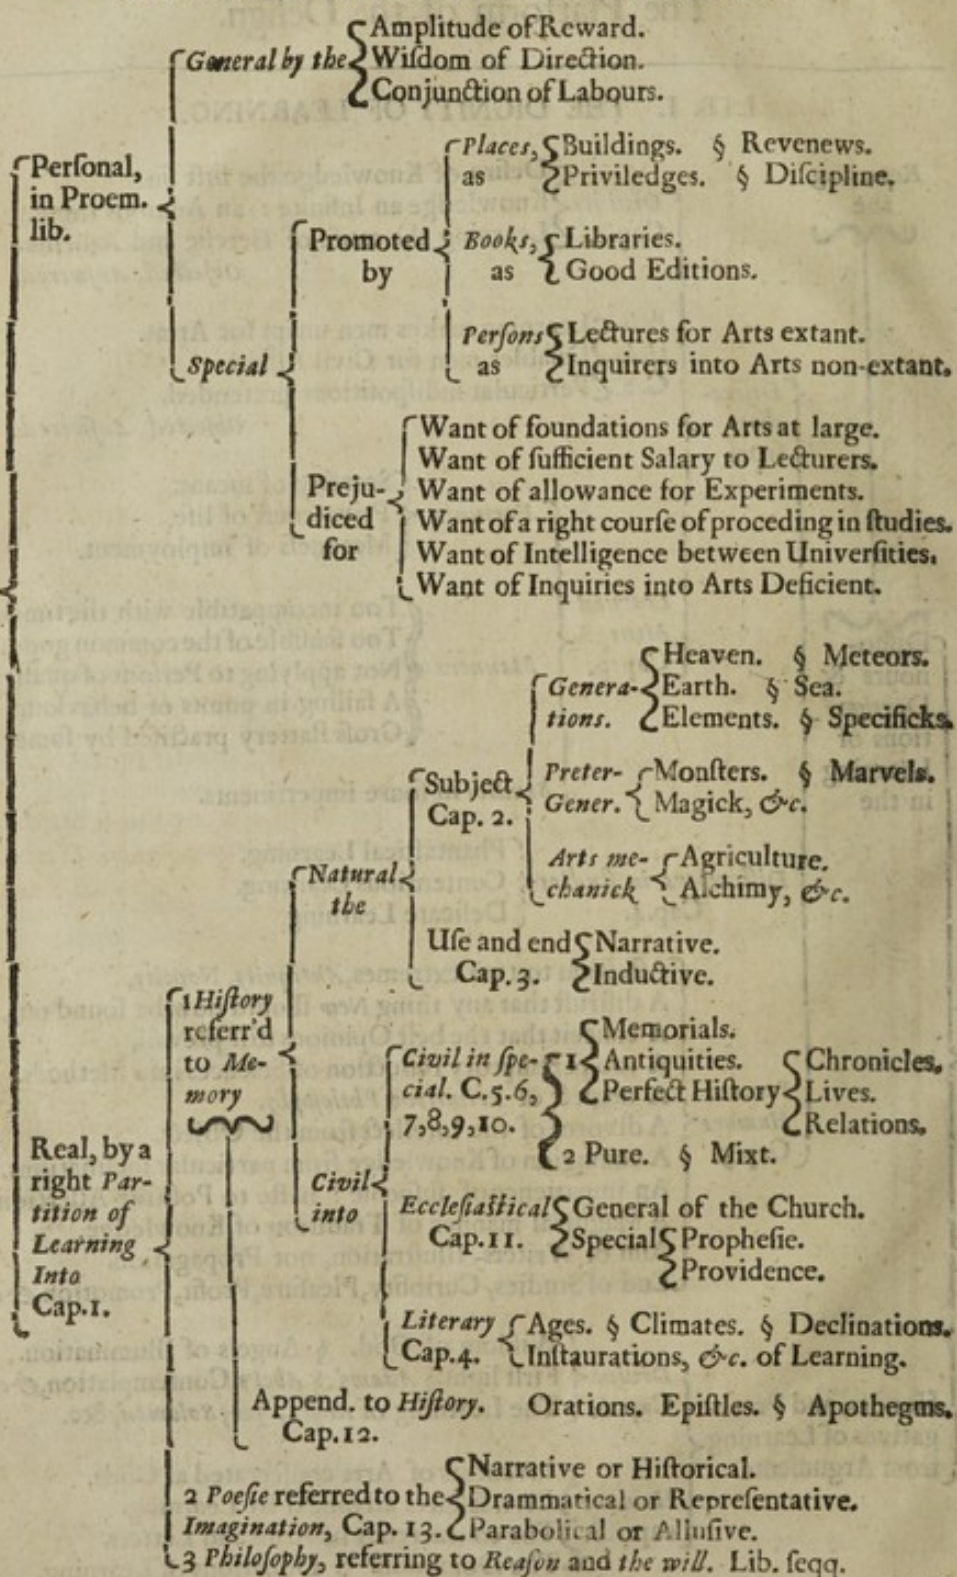 Amplitude of Reward.
General by the Wiſdom of Direction.
Conjunction of Labours.
Perſonal,
in Proem.
lib.
Places, Buildings. § Revenews.
as Priviledges. § Diſcipline.
Promoted Books, Libraries.
by as Good Editions.
Special
Perſons Lectures for Arts extant.
as Inquirers into Arts non-extant.
Want of foundations for Arts at large.
Want of ſufficient Salary to Lecturers.
Preju- Want of allowance for Experiments.
diced Want of a right courſe of proceding in ſtudies.
for Want of Intelligence between Univerſities.
Want of Inquiries into Arts Deficient.
Heaven. § Meteors.
Genera- Earth. § Sea.
tions. Elements. § Specificks.
Subject Preter- Monſters. § Marvels.
Cap. 2. Gener. Magick, &c.
Arts me- Agriculture.
chanick Alchimy, &c.
Natural
the
Uſe and end Narrative.
Cap. 3. Inductive.
1 Hiſtory
referr'd
to Me-
mory
Memorials.
Civil in ſpe- 1 Antiquities. Chronicles.
cial. C.5.6, Perfect Hiſtory Lives.
7,8,9,10. Relations.
2 Pure. § Mixt.
Real, by a
right Par-
tition of
Learning
Into
Cap.1.
Civil
into
Eccleſiaſtical General of the Church.
Cap.11. Special Propheſie.
Providence.
Literary Ages. § Climates. § Declinations.
Cap.4. Inſtaurations, &c. of Learning.
Append. to Hiſtory. Orations. Epiſtles. § Apothegms.
Cap.12.
Narrative or Hiſtorical.
2 Poeſie referred to the Drammatical or Repreſentative.
Imagination, Cap. 13. Parabolical or Alluſive.
3 Philoſophy, referring to Reaſon and the will. Lib. ſeqq.